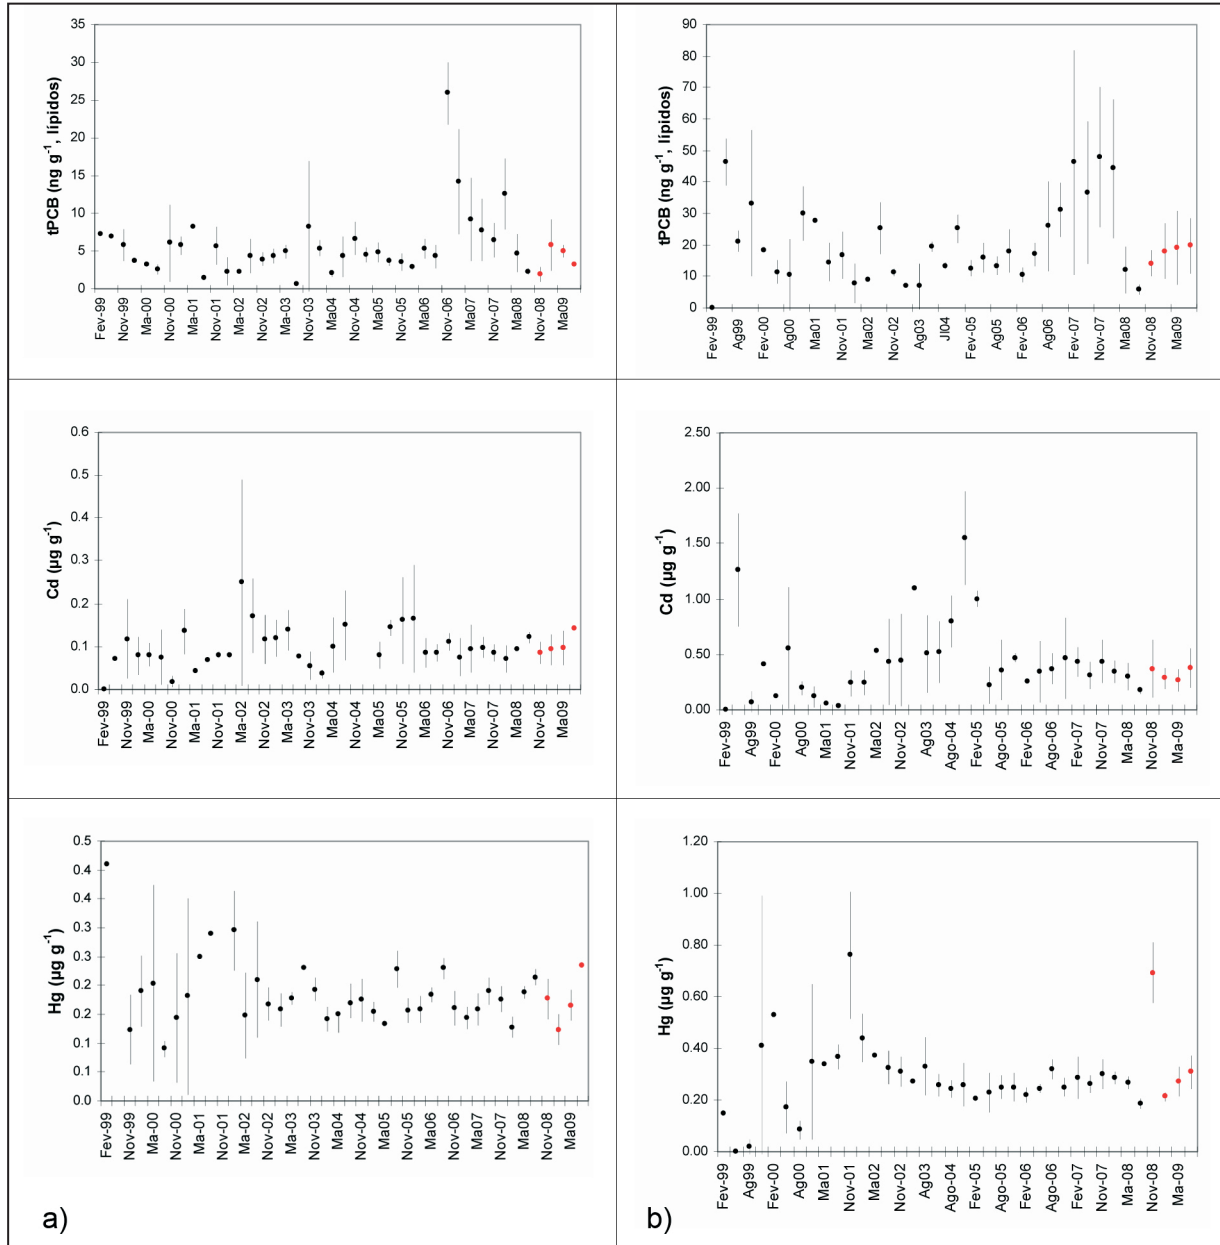 35
30
25
20
15
10
5
0
tPCB (ng g-1, lípidos)
Fev-99
Nov-99
Ma-00
Nov-00
Ma-01
Nov-01
Ma-02
Nov-02
Ma-03
Nov-03
Ma04
Nov-04
Ma05
Nov-05
Ma06
Nov-06
Ma07
Nov-07
Ma08
Nov-08
Ma09
90
80
70
60
50
40
30
20
10
0
tPCB (ng g-1, lípidos)
Fev-99
Ag99
Fev-00
Ag00
Ma01
Nov-01
Ma-02
Nov-02
Ag03
Jl04
Fev-05
Ag05
Fev-06
Ag06
Fev-07
Nov-07
Ma08
Nov-08
Ma09
0.6
0.5
0.4
0.3
0.2
0.1
0.0
Cd (µg g-1)
Fev-99
Nov-99
Ma-00
Nov-00
Ma-01
Nov-01
Ma-02
Nov-02
Ma-03
Nov-03
Ma04
Nov-04
Ma05
Nov-05
Ma06
Nov-06
Ma07
Nov-07
Ma08
Nov-08
Ma09
2.50
2.00
1.50
1.00
0.50
0.00
Cd (µg g-1)
Fev-99
Ag99
Fev-00
Ag00
Ma01
Nov-01
Ma02
Nov-02
Ag03
Ago-04
Fev-05
Ago-05
Fev-06
Ago-06
Fev-07
Nov-07
Ma-08
Nov-08
Ma-09
0.5
0.4
0.4
0.3
0.3
0.2
0.2
0.1
0.1
0.0
Hg (µg g-1)
Fev-99
Nov-99
Ma-00
Nov-00
Ma-01
Nov-01
Ma-02
Nov-02
Ma-03
Nov-03
Ma04
Nov-04
Ma05
Nov-05
Ma06
Nov-06
Ma07
Nov-07
Ma08
Nov-08
Ma09
a)
1.20
1.00
0.80
0.60
0.40
0.20
0.00
Hg (µg g-1)
Fev-99
Ag99
Fev-00
Ag00
Ma01
Nov-01
Ma02
Nov-02
Ag03
Ago-04
Fev-05
Ago-05
Fev-06
Ago-06
Fev-07
Nov-07
Ma-08
Nov-08
Ma-09
b)